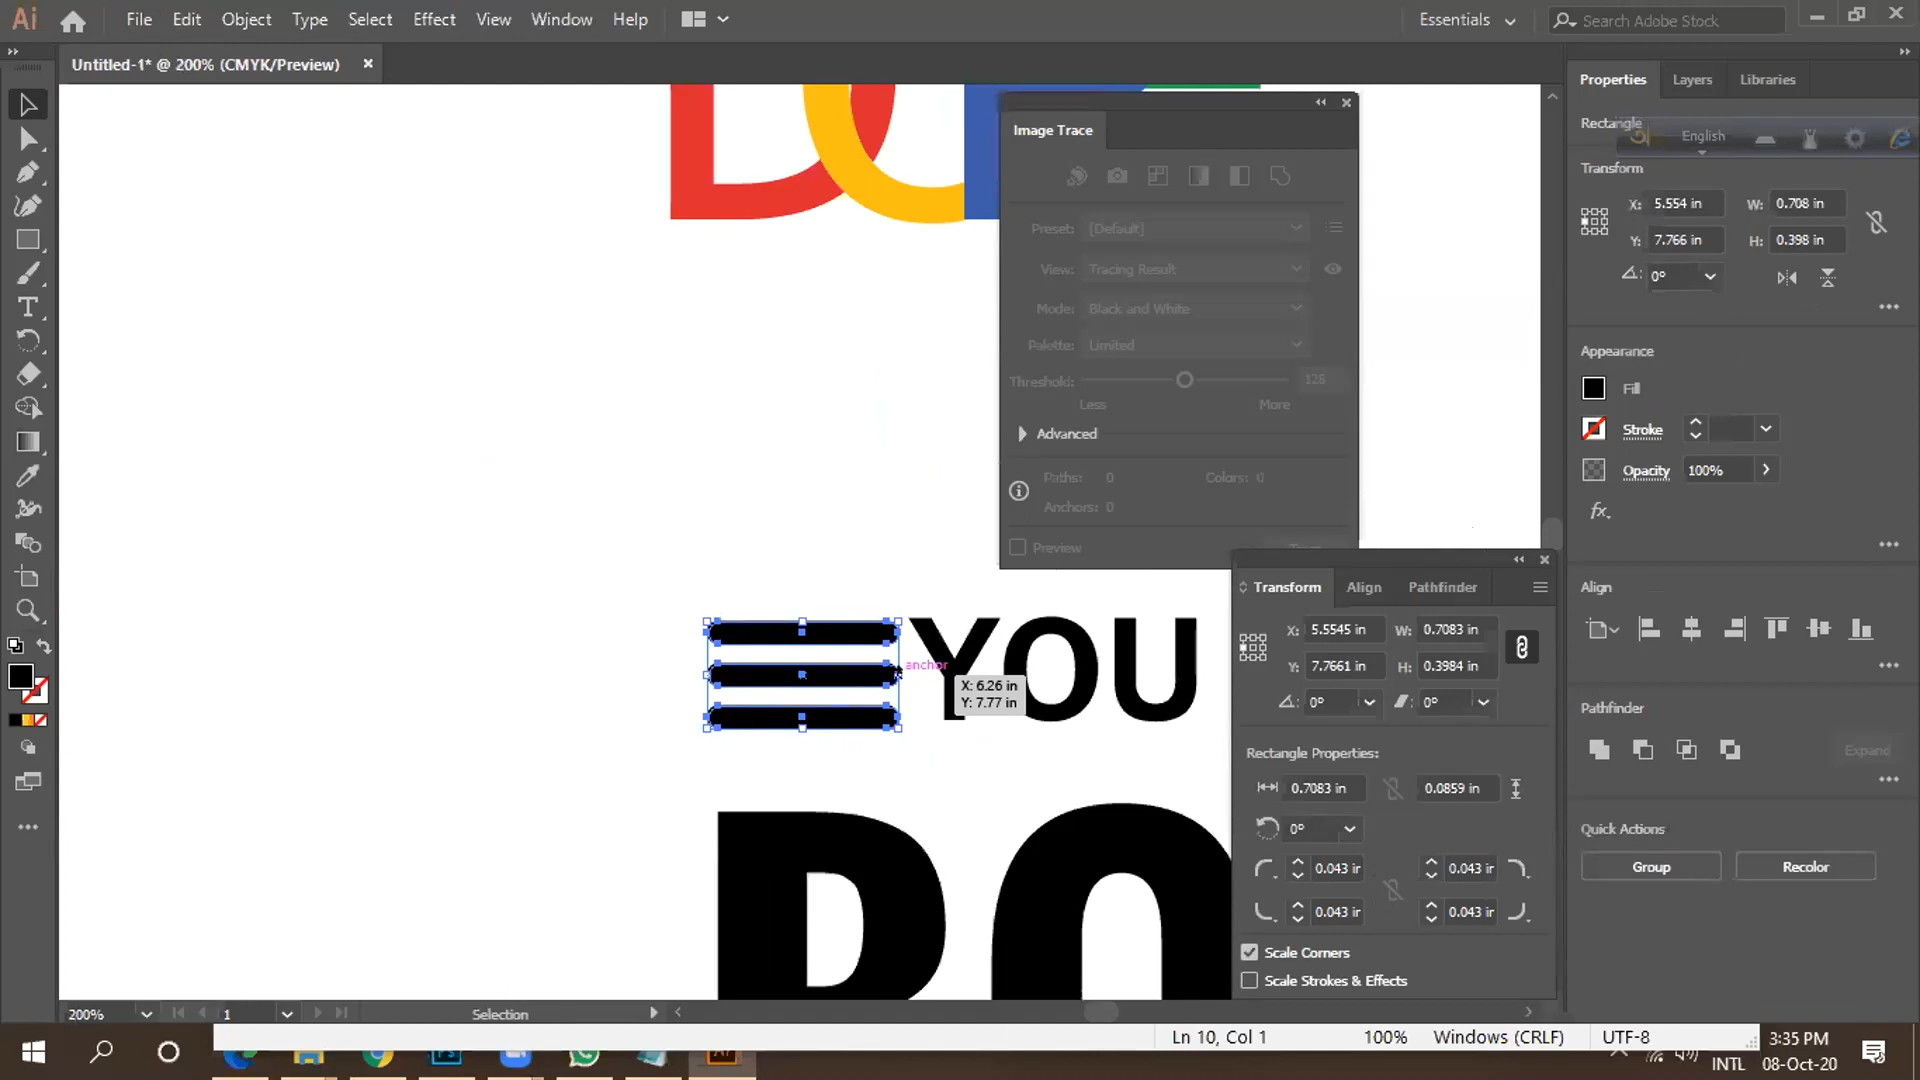 Ai File Edit Object Type Select Effect View Window Help Essentials Search Adobe Stock
Untitled-1* @ 200% (CMYK/Preview)
Properties Layers Libraries
Image Trace
Rectangle
English
Transform
X: 5.554 in W: 0.708 in
Y: 7.766 in H: 0.398 in
0°
Preset: [Default]
View: Tracing Result
Mode: Black and White
Palette: Limited
Threshold: 128
Less More
Advanced
Paths: 0 Colors: 0
Anchors: 0
Preview
Appearance
Fill
Stroke
Opacity 100%
fx.
Align
Pathfinder
Expand
Quick Actions
Group Recolor
YOU
anchor
X: 6.26 in
Y: 7.77 in
Transform Align Pathfinder
X: 5.5545 in W: 0.7083 in
Y: 7.7661 in H: 0.3984 in
0° 0°
Rectangle Properties:
0.7083 in 0.0859 in
0°
0.043 ir 0.043 ir
0.043 ir 0.043 ir
Scale Corners
Scale Strokes & Effects
200% 1 Selection
Ln 10, Col 1 100% Windows (CRLF) UTF-8
Ps Ai
3:35 PM
INTL 08-Oct-20